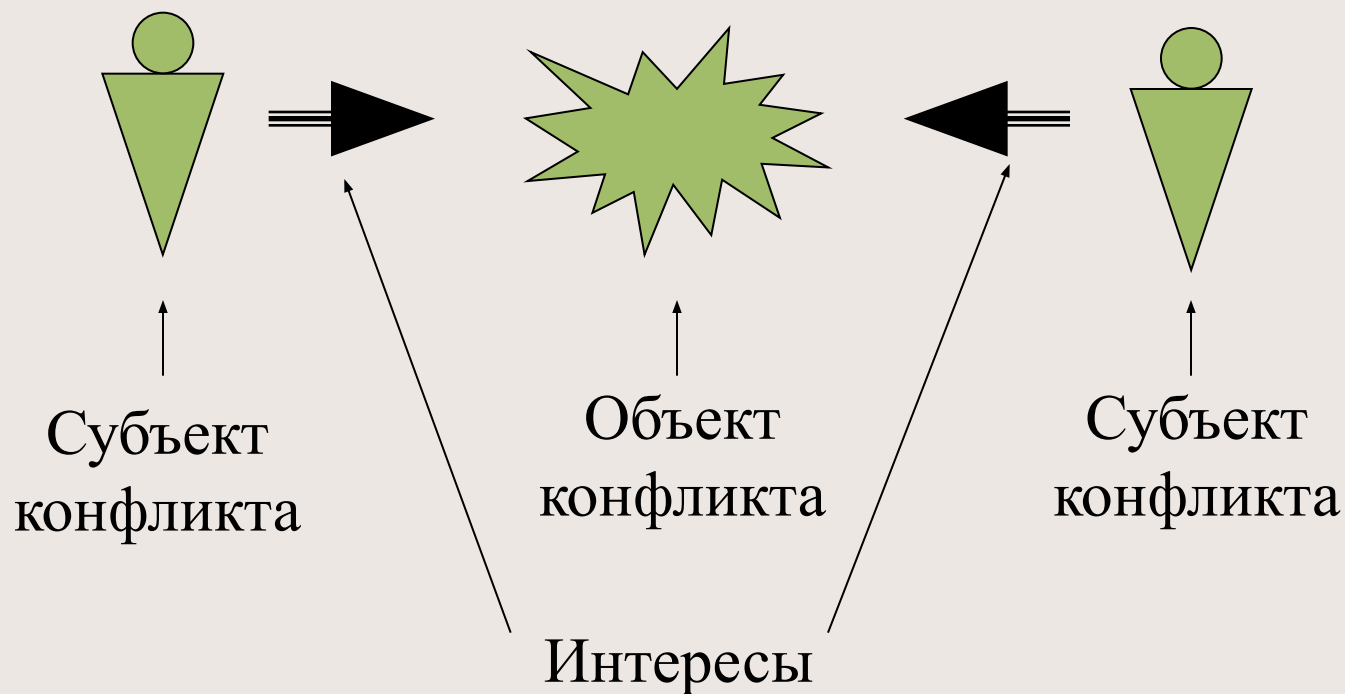 Субъект
конфликта
Объект
конфликта
Субъект
конфликта
Интересы